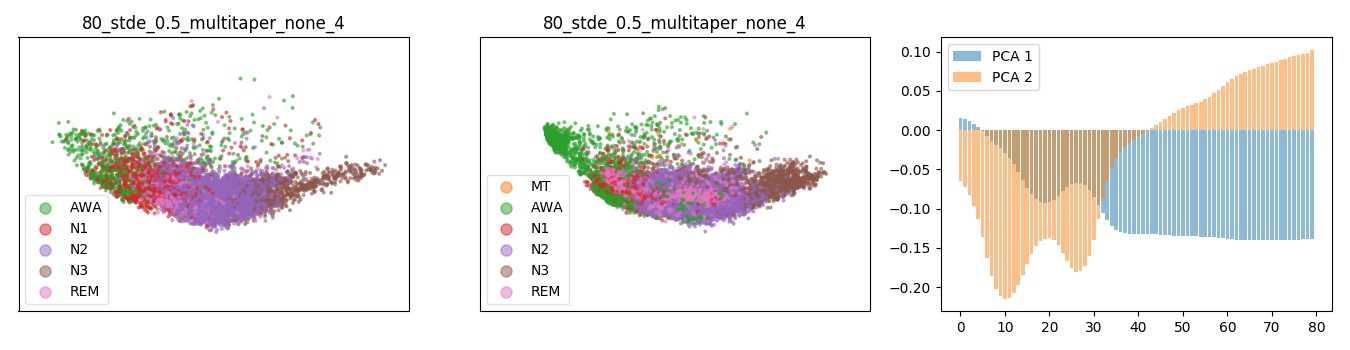 80_stde_0.5_multitaper_none_4
AWA
N1
N2
N3
REM
80_stde_0.5_multitaper_none_4
MT
AWA
N1
N2
N3
REM
PCA 1
PCA 2
0.10
0.05
0.00
−0.05
−0.10
−0.15
−0.20
0 10 20 30 40 50 60 70 80